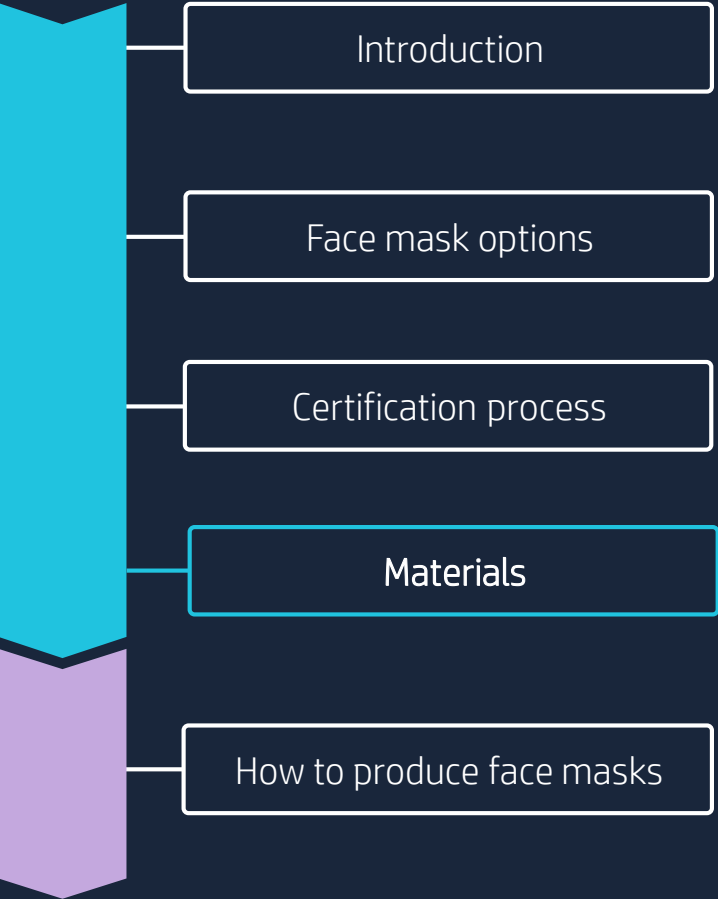 Introduction
Face mask options
Certification process
Materials
How to produce face masks